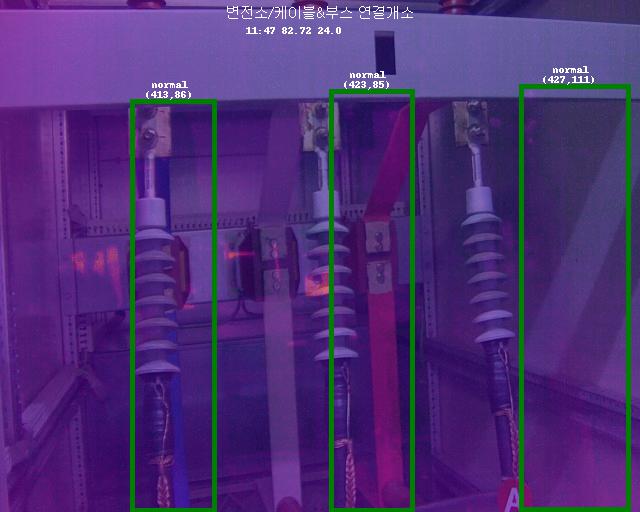 변전소/케이블&부스 연결개소
11:47 82.72 24.0
normal
(413,86)
normal
(423,85)
normal
(427,111)
A